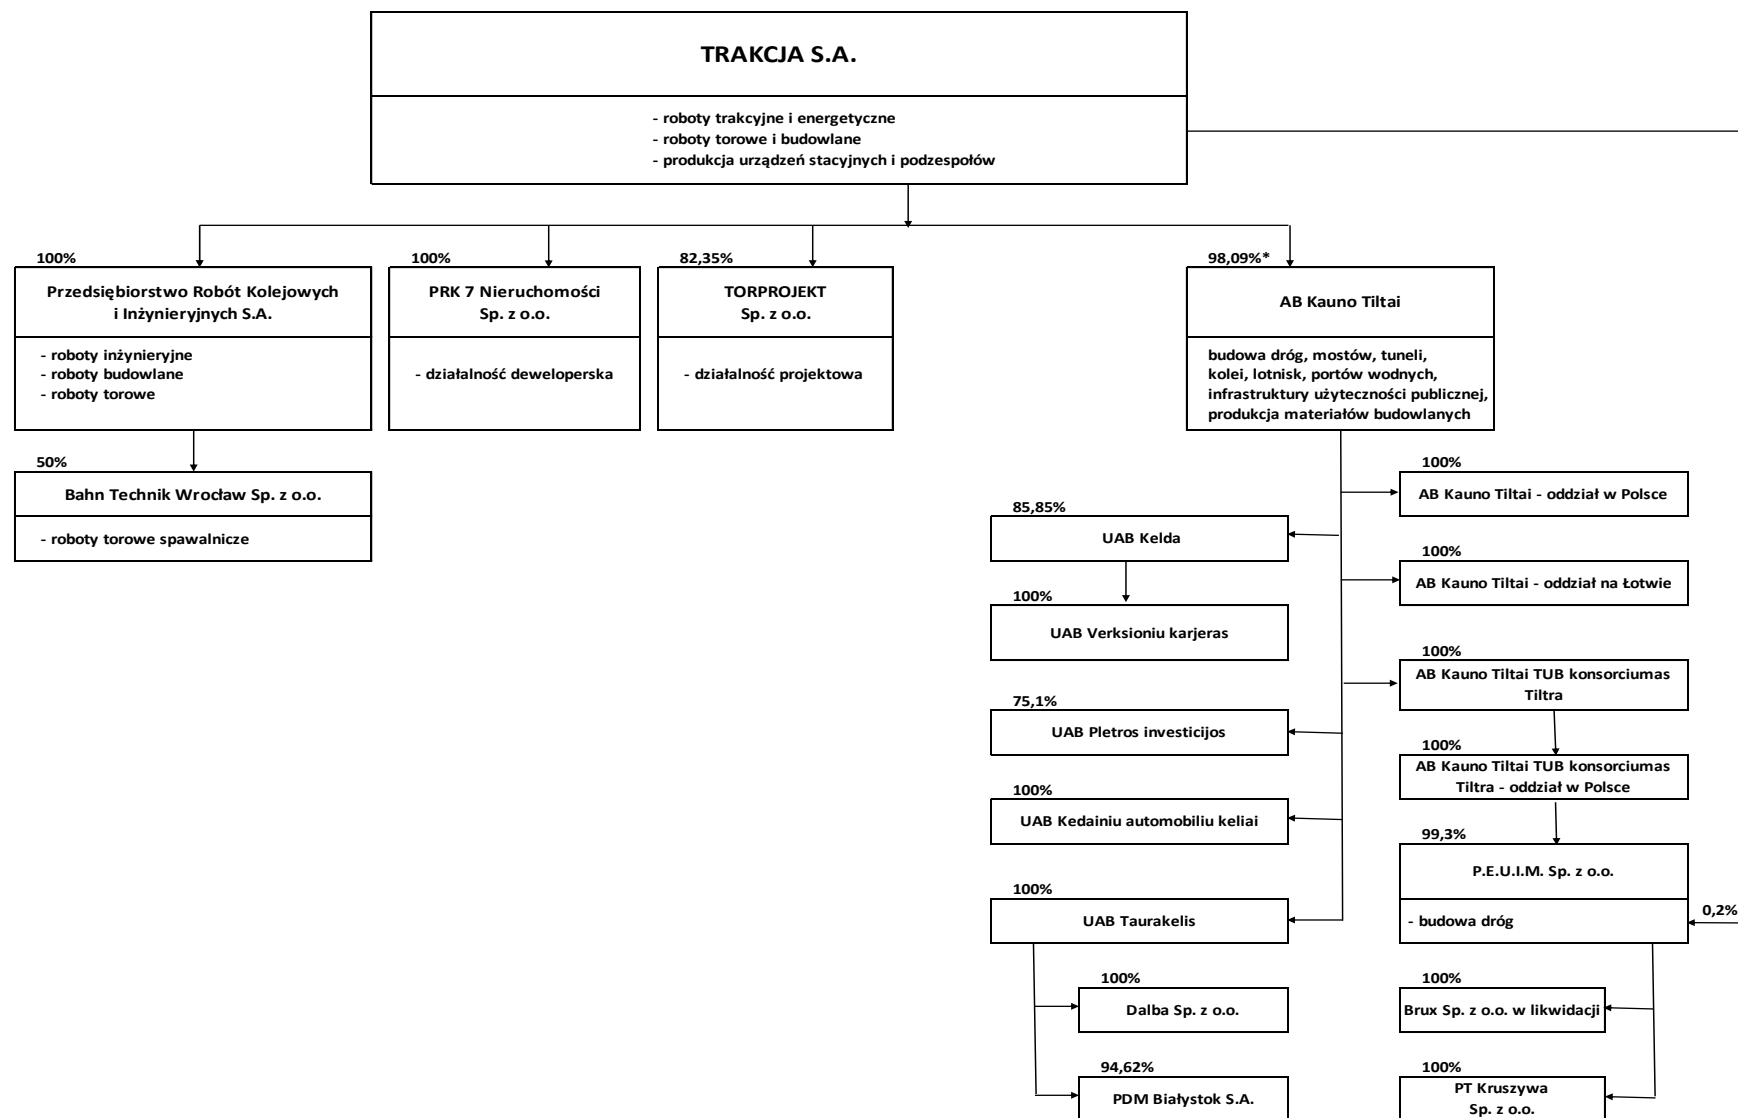 TRAKCJA S.A.
- roboty trakcyjne i energetyczne
- roboty torowe i budowlane
- produkcja urządzeń stacyjnych i podzespołów
100%
Przedsiębiorstwo Robót Kolejowych
i Inżynieryjnych S.A.
- roboty inżynieryjne
- roboty budowlane
- roboty torowe
50%
Bahn Technik Wrocław Sp. z o.o.
- roboty torowe spawalnicze
100%
PRK 7 Nieruchomości
Sp. z o.o.
- działalność deweloperska
82,35%
TORPROJEKT
Sp. z o.o.
- działalność projektowa
98,09%*
AB Kauno Tiltai
budowa dróg, mostów, tuneli,
kolei, lotnisk, portów wodnych,
infrastruktury użyteczności publicznej,
produkcja materiałów budowlanych
85,85%
UAB Kelda
100%
UAB Verksioniu karjeras
75,1%
UAB Pletros investicijos
100%
UAB Kedainiu automobiliu keliai
100%
UAB Taurakelis
100%
Dalba Sp. z o.o.
94,62%
PDM Białystok S.A.
100%
AB Kauno Tiltai - oddział w Polsce
100%
AB Kauno Tiltai - oddział na Łotwie
100%
AB Kauno Tiltai TUB konsorciumas
Tiltra
100%
AB Kauno Tiltai TUB konsorciumas
Tiltra - oddział w Polsce
99,3%
P.E.U.I.M. Sp. z o.o.
- budowa dróg
0,2%
100%
Brux Sp. z o.o. w likwidacji
100%
PT Kruszywa
Sp. z o.o.